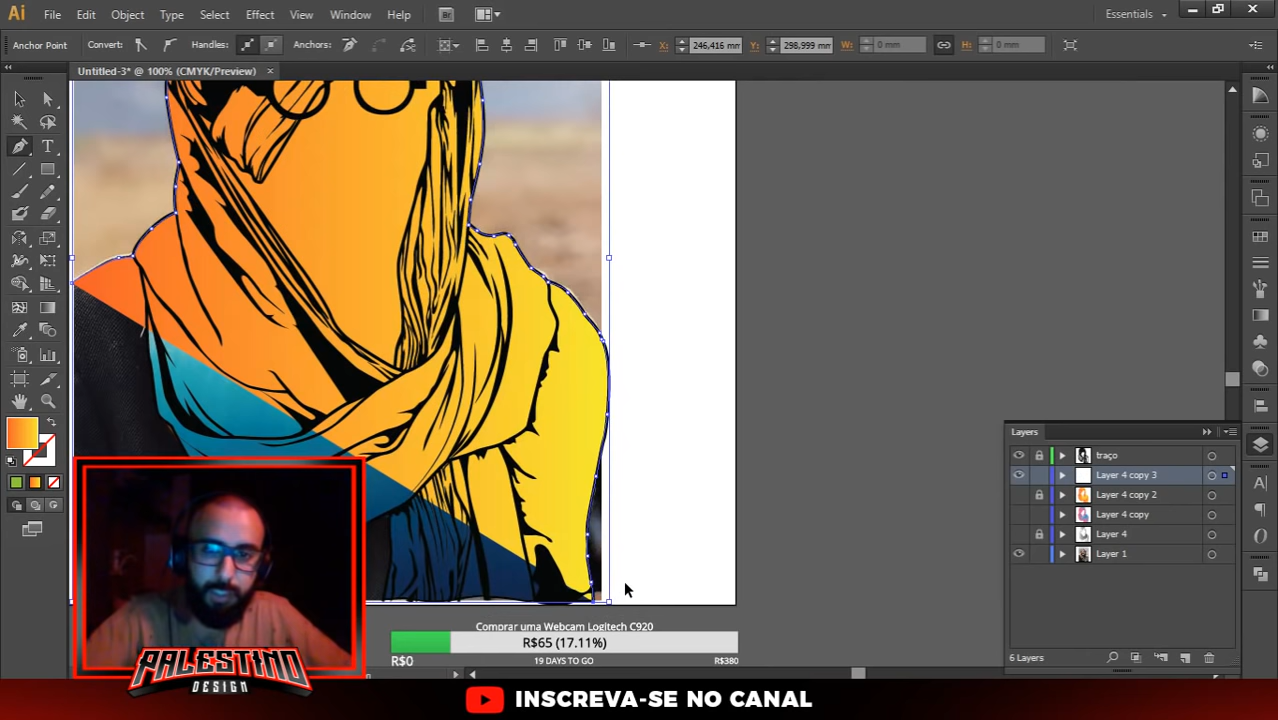 Ai File Edit Object Type Select Effect View Window Help Br Essentials
Anchor Point Convert: Handles: Anchors: X: 246,416 mm Y: 298,999 mm W: 0 mm H: 0 mm
Untitled-3* @ 100% (CMYK/Preview) ×
Layers
traço
Layer 4 copy 3
Layer 4 copy 2
Layer 4 copy
Layer 4
Layer 1
6 Layers
Comprar uma Webcam Logitech C920
R$65 (17.11%)
R$0 19 DAYS TO GO R$380
PALESTINO
DESIGN
INSCREVA-SE NO CANAL